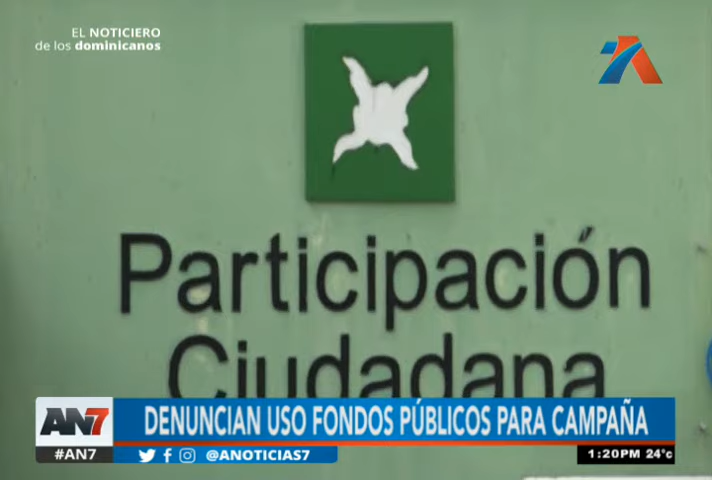 EL NOTICIERO
de los dominicanos
Participación
Ciudadana
AN7
DENUNCIAN USO FONDOS PÚBLICOS PARA CAMPAÑA
#AN7
@ANOTICIAS7
1:20PM 24°c